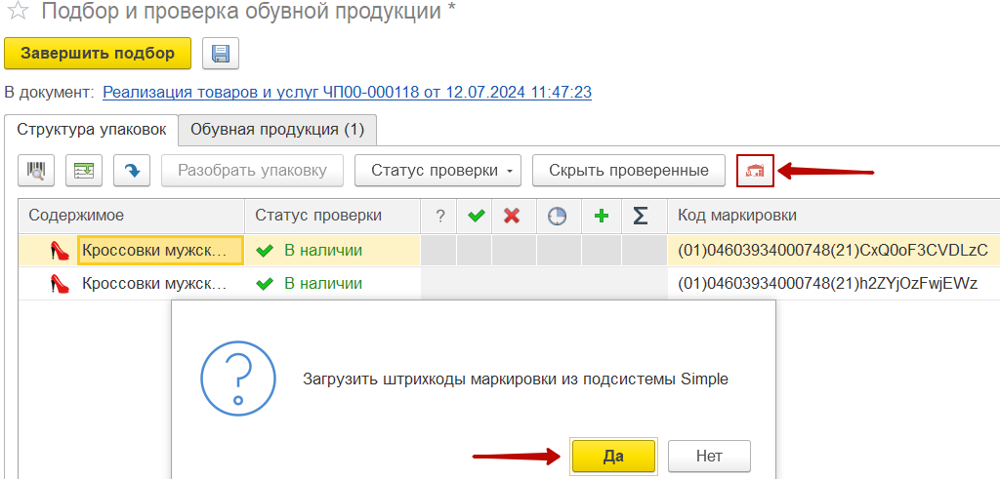 Подбор и проверка обувной продукции *
Завершить подбор
В документ: Реализация товаров и услуг ЧП00-000118 от 12.07.2024 11:47:23
Структура упаковок Обувная продукция (1)
Разобрать упаковку Статус проверки Скрыть проверенные
Содержимое Статус проверки ? Σ Код маркировки
Кроссовки мужск... В наличии (01)04603934000748(21)CxQ0oF3CVDLzC
Кроссовки мужск... В наличии (01)04603934000748(21)h2ZYjOzFwjEWz
Загрузить штрихкоды маркировки из подсистемы Simple
Да Нет